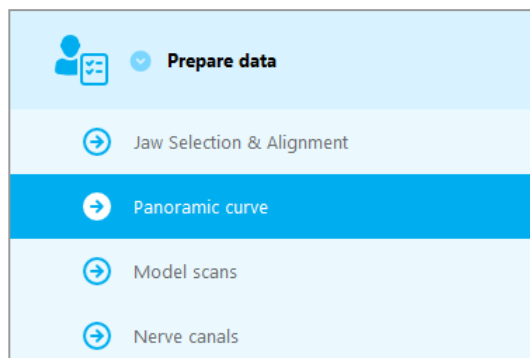 Prepare data
Jaw Selection & Alignment
Panoramic curve
Model scans
Nerve canals